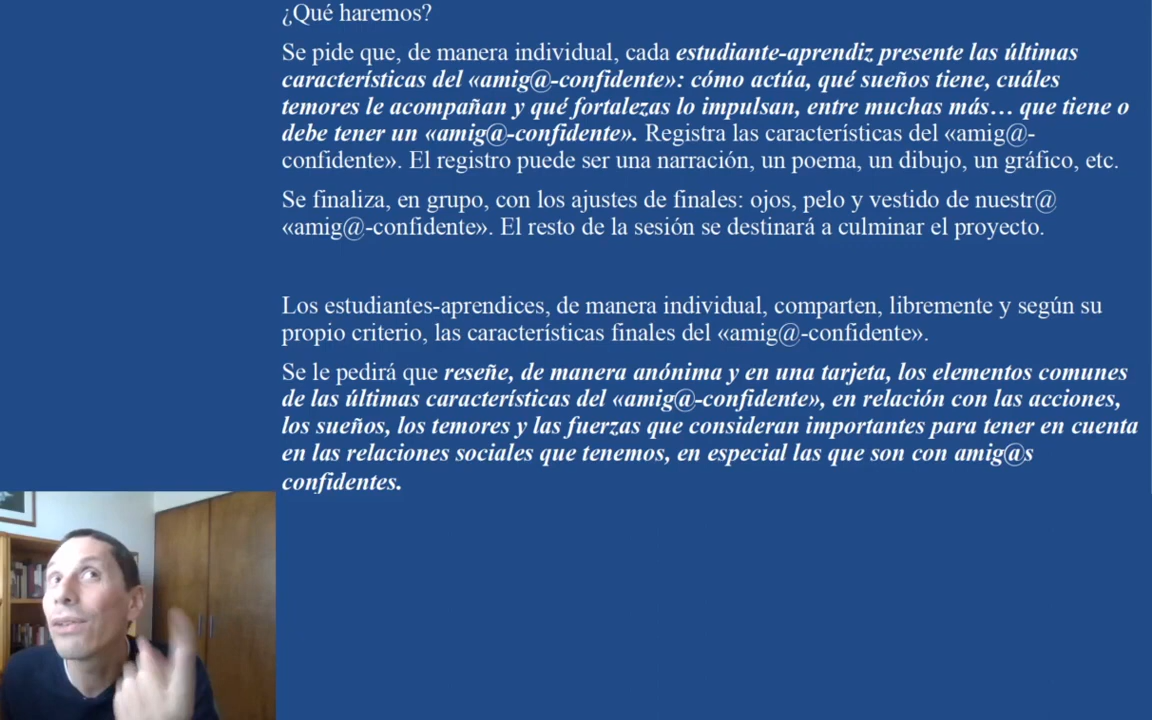 ¿Qué haremos?
Se pide que, de manera individual, cada estudiante-aprendiz presente las últimas
características del «amig@-confidente»: cómo actúa, qué sueños tiene, cuáles
temores le acompañan y qué fortalezas lo impulsan, entre muchas más… que tiene o
debe tener un «amig@-confidente». Registra las características del «amig@-
confidente». El registro puede ser una narración, un poema, un dibujo, un gráfico, etc.
Se finaliza, en grupo, con los ajustes de finales: ojos, pelo y vestido de nuestr@
«amig@-confidente». El resto de la sesión se destinará a culminar el proyecto.
Los estudiantes-aprendices, de manera individual, comparten, libremente y según su
propio criterio, las características finales del «amig@-confidente».
Se le pedirá que reseñe, de manera anónima y en una tarjeta, los elementos comunes
de las últimas características del «amig@-confidente», en relación con las acciones,
los sueños, los temores y las fuerzas que consideran importantes para tener en cuenta
en las relaciones sociales que tenemos, en especial las que son con amig@s
confidentes.